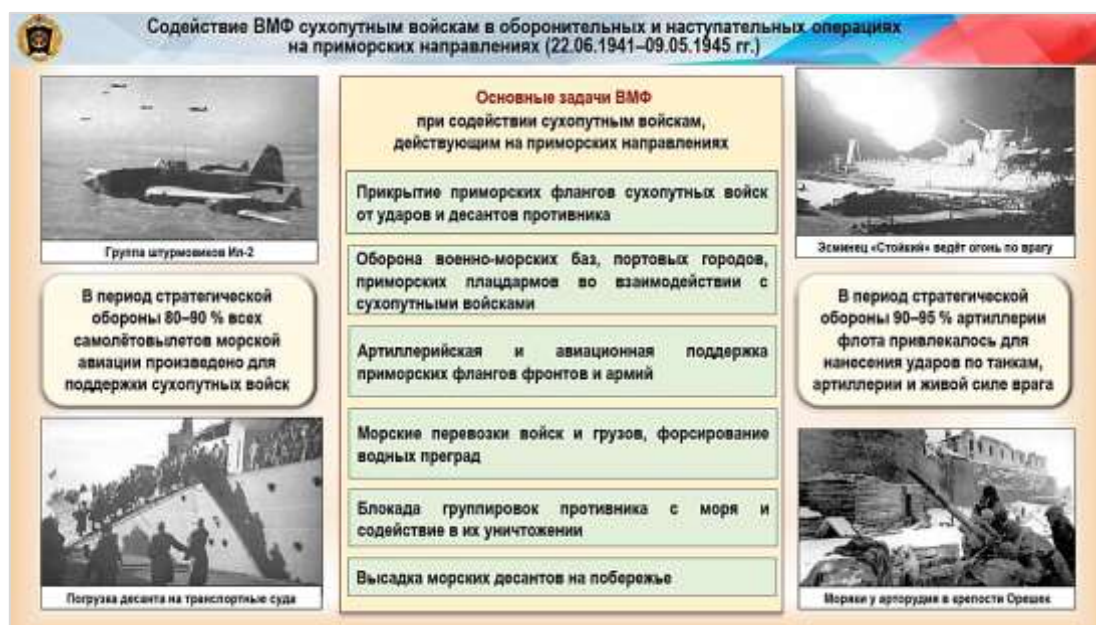 Содействие ВМФ сухопутным войскам в оборонительных и наступательных операциях
на приморских направлениях (22.06.1941–09.05.1945 гг.)
Группа штурмовиков Ил-2
В период стратегической
обороны 80–90 % всех
самолётовылетов морской
авиации произведено для
поддержки сухопутных войск
Погрузка десанта на транспортные суда
Основные задачи ВМФ
при содействии сухопутным войскам,
действующим на приморских направлениях
Прикрытие приморских флангов сухопутных войск
от ударов и десантов противника
Оборона военно-морских баз, портовых городов,
приморских плацдармов во взаимодействии с
сухопутными войсками
Артиллерийская и авиационная поддержка
приморских флангов фронтов и армий
Морские перевозки войск и грузов, форсирование
водных преград
Блокада группировок противника с моря и
содействие в их уничтожении
Высадка морских десантов на побережье
Эсминец «Стойкий» ведёт огонь по врагу
В период стратегической
обороны 90–95 % артиллерии
флота привлекалось для
нанесения ударов по танкам,
артиллерии и живой силе врага
Моряки у арторудия в крепости Орешек